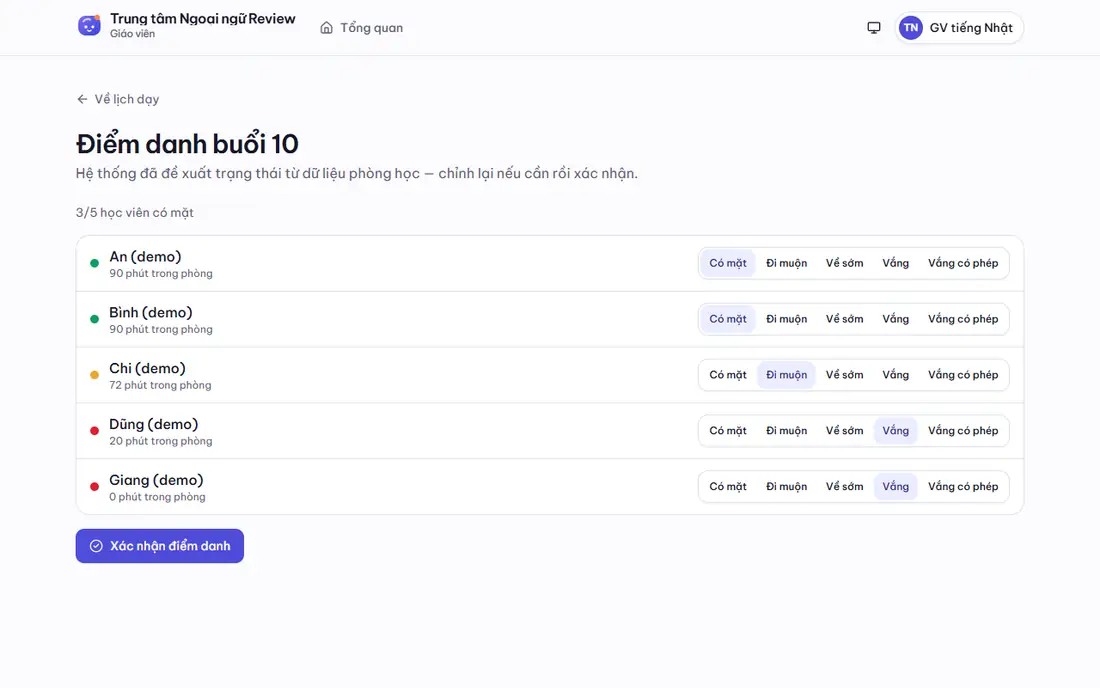 Trung tâm Ngoại ngữ Review
Giáo viên
Tổng quan
TN
GV tiếng Nhật
Về lịch dạy
Điểm danh buổi 10
Hệ thống đã đề xuất trạng thái từ dữ liệu phòng học — chỉnh lại nếu cần rồi xác nhận.
3/5 học viên có mặt
An (demo)
90 phút trong phòng
Có mặt Đi muộn Về sớm Vắng Vắng có phép
Bình (demo)
90 phút trong phòng
Có mặt Đi muộn Về sớm Vắng Vắng có phép
Chi (demo)
72 phút trong phòng
Có mặt Đi muộn Về sớm Vắng Vắng có phép
Dũng (demo)
20 phút trong phòng
Có mặt Đi muộn Về sớm Vắng Vắng có phép
Giang (demo)
0 phút trong phòng
Có mặt Đi muộn Về sớm Vắng Vắng có phép
Xác nhận điểm danh